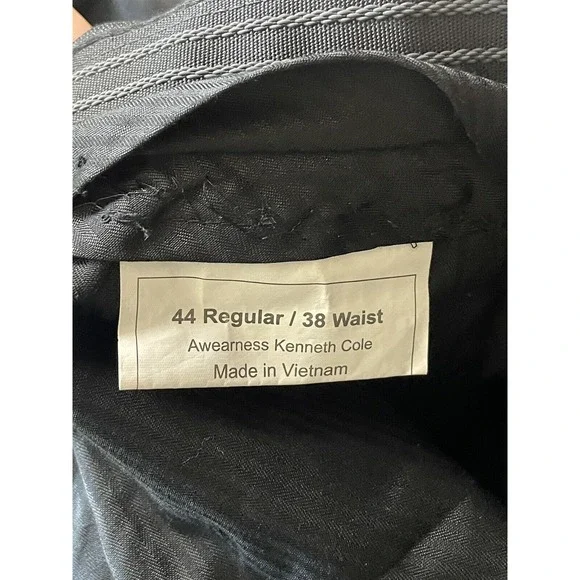 44 Regular / 38 Waist
Awearness Kenneth Cole
Made in Vietnam